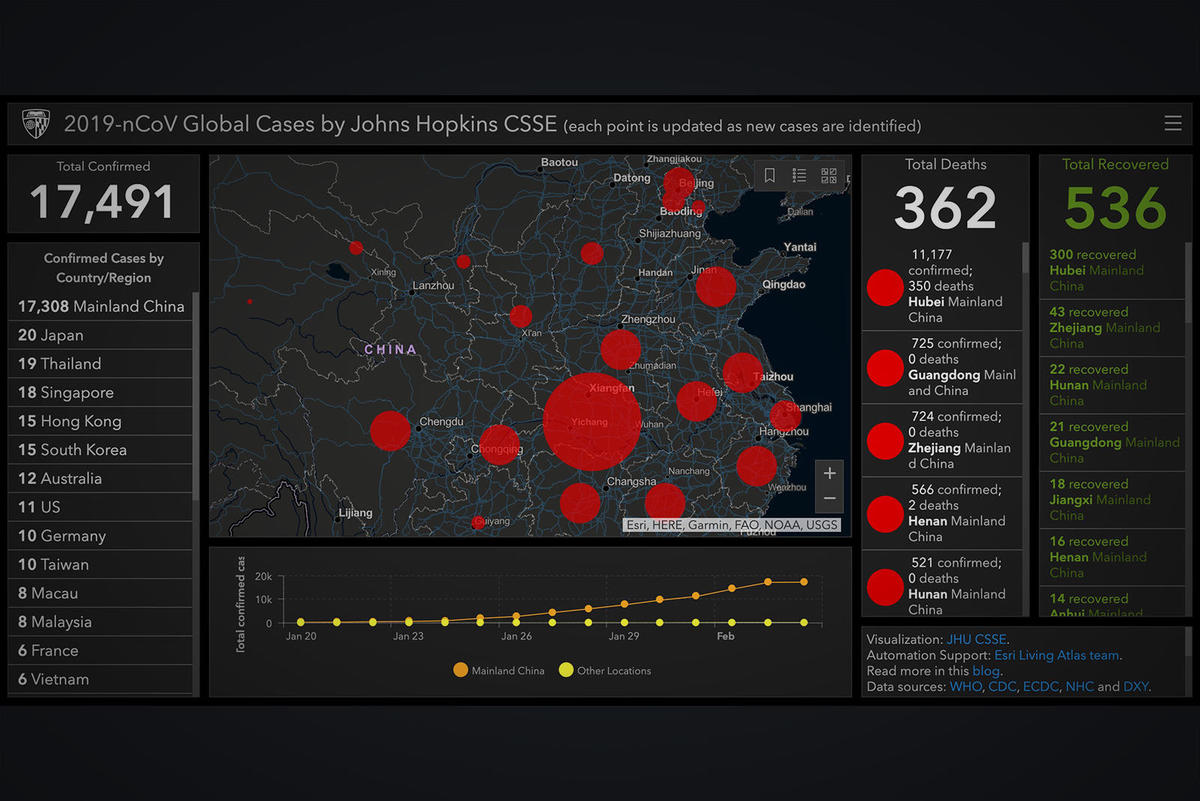 2019-nCoV Global Cases by Johns Hopkins CSSE (each point is updated as new cases are identified)
Total Confirmed
17,491
Confirmed Cases by
Country/Region
17,308 Mainland China
20 Japan
19 Thailand
18 Singapore
15 Hong Kong
15 South Korea
12 Australia
11 US
10 Germany
10 Taiwan
8 Macau
8 Malaysia
6 France
6 Vietnam
Baotou
Zhangjiakou
Datong
Beijing
Baoding
Dalian
Shijiazhuang
Yantai
Xining
Handan
Jinan
Lanzhou
Qingdao
Zhengzhou
Xi'an
CHINA
Zhumadian
Taizhou
Xiangfan
Hefei
Shanghai
Chengdu
Yichang
Wuhan
Hangzhou
Chongqing
Nanchang
Changsha
Wenzhou
Lijiang
Guiyang
Fuzhou
+
−
Esri, HERE, Garmin, FAO, NOAA, USGS
Total confirmed cas
20k
10k
0
Jan 20
Jan 23
Jan 26
Jan 29
Feb
Mainland China
Other Locations
Total Deaths
362
11,177
confirmed;
350 deaths
Hubei Mainland
China
725 confirmed;
0 deaths
Guangdong Mainl
and China
724 confirmed;
0 deaths
Zhejiang Mainlan
d China
566 confirmed;
2 deaths
Henan Mainland
China
521 confirmed;
0 deaths
Hunan Mainland
China
Total Recovered
536
300 recovered
Hubei Mainland
China
43 recovered
Zhejiang Mainland
China
22 recovered
Hunan Mainland
China
21 recovered
Guangdong Mainland
China
18 recovered
Jiangxi Mainland
China
16 recovered
Henan Mainland
China
14 recovered
Anhui Mainland
Visualization: JHU CSSE.
Automation Support: Esri Living Atlas team.
Read more in this blog.
Data sources: WHO, CDC, ECDC, NHC and DXY.